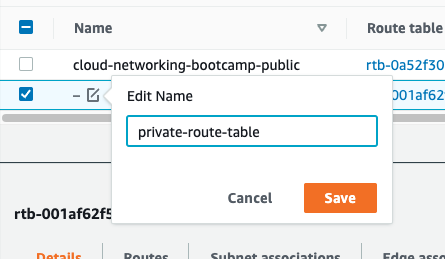 Name
Route table
cloud-networking-bootcamp-public
rtb-0a52f30
–
001af62
Edit Name
private-route-table
Cancel
Save
rtb-001af62f5
Details
Routes
Subnet associations
Edge asso